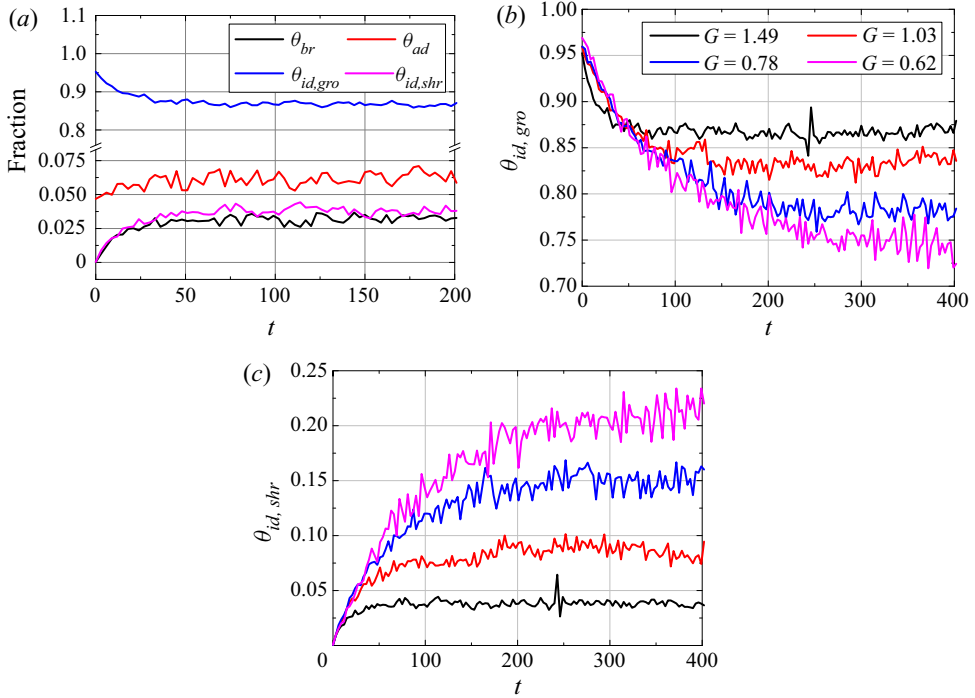 (a)
1.1
1.0
0.9
0.8
0.075
0.050
0.025
0
Fraction
θbr θad
θid,gro θid,shr
0 50 100 150 200
t
(b)
1.00
0.95
0.90
0.85
0.80
0.75
0.70
θid, gro
G = 1.49 G = 1.03
G = 0.78 G = 0.62
0 100 200 300 400
t
(c)
0.25
0.20
0.15
0.10
0.05
θid, shr
0 100 200 300 400
t